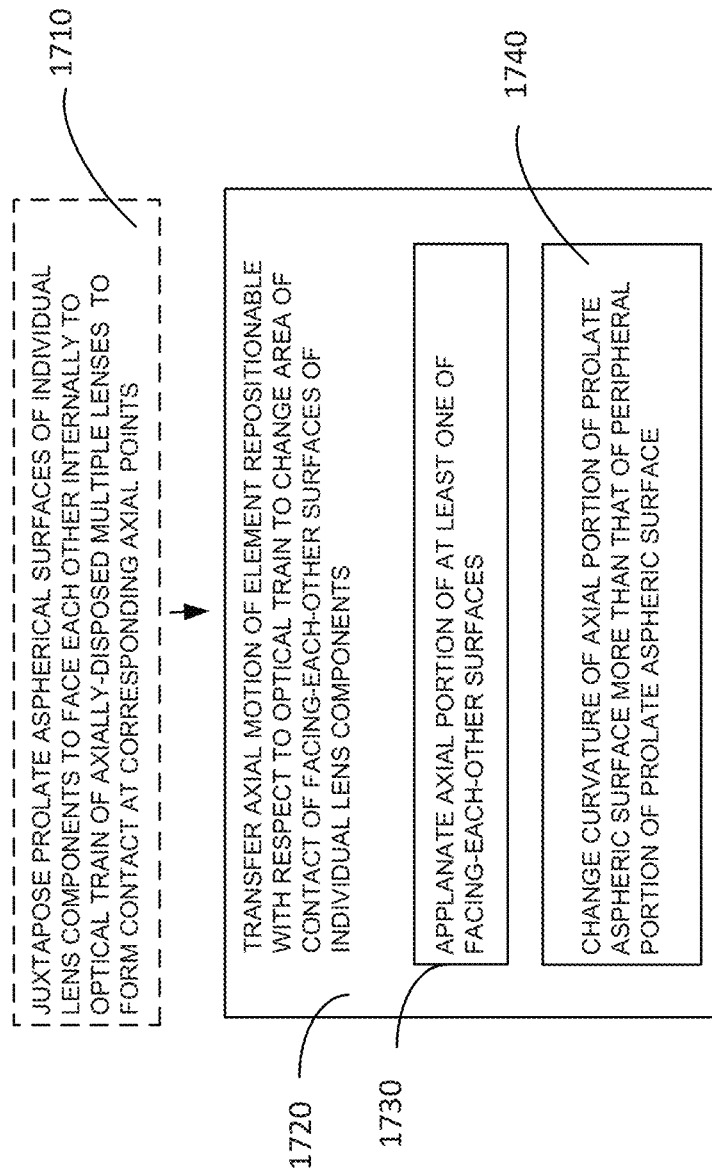 JUXTAPOSE PROLATE ASPHERICAL SURFACES OF INDIVIDUAL
LENS COMPONENTS TO FACE EACH OTHER INTERNALLY TO
OPTICAL TRAIN OF AXIALLY-DISPOSED MULTIPLE LENSES TO
FORM CONTACT AT CORRESPONDING AXIAL POINTS
1710
TRANSFER AXIAL MOTION OF ELEMENT REPOSITIONABLE
WITH RESPECT TO OPTICAL TRAIN TO CHANGE AREA OF
CONTACT OF FACING-EACH-OTHER SURFACES OF
INDIVIDUAL LENS COMPONENTS
1720
APPLANATE AXIAL PORTION OF AT LEAST ONE OF
FACING-EACH-OTHER SURFACES
1730
CHANGE CURVATURE OF AXIAL PORTION OF PROLATE
ASPHERIC SURFACE MORE THAN THAT OF PERIPHERAL
PORTION OF PROLATE ASPHERIC SURFACE
1740